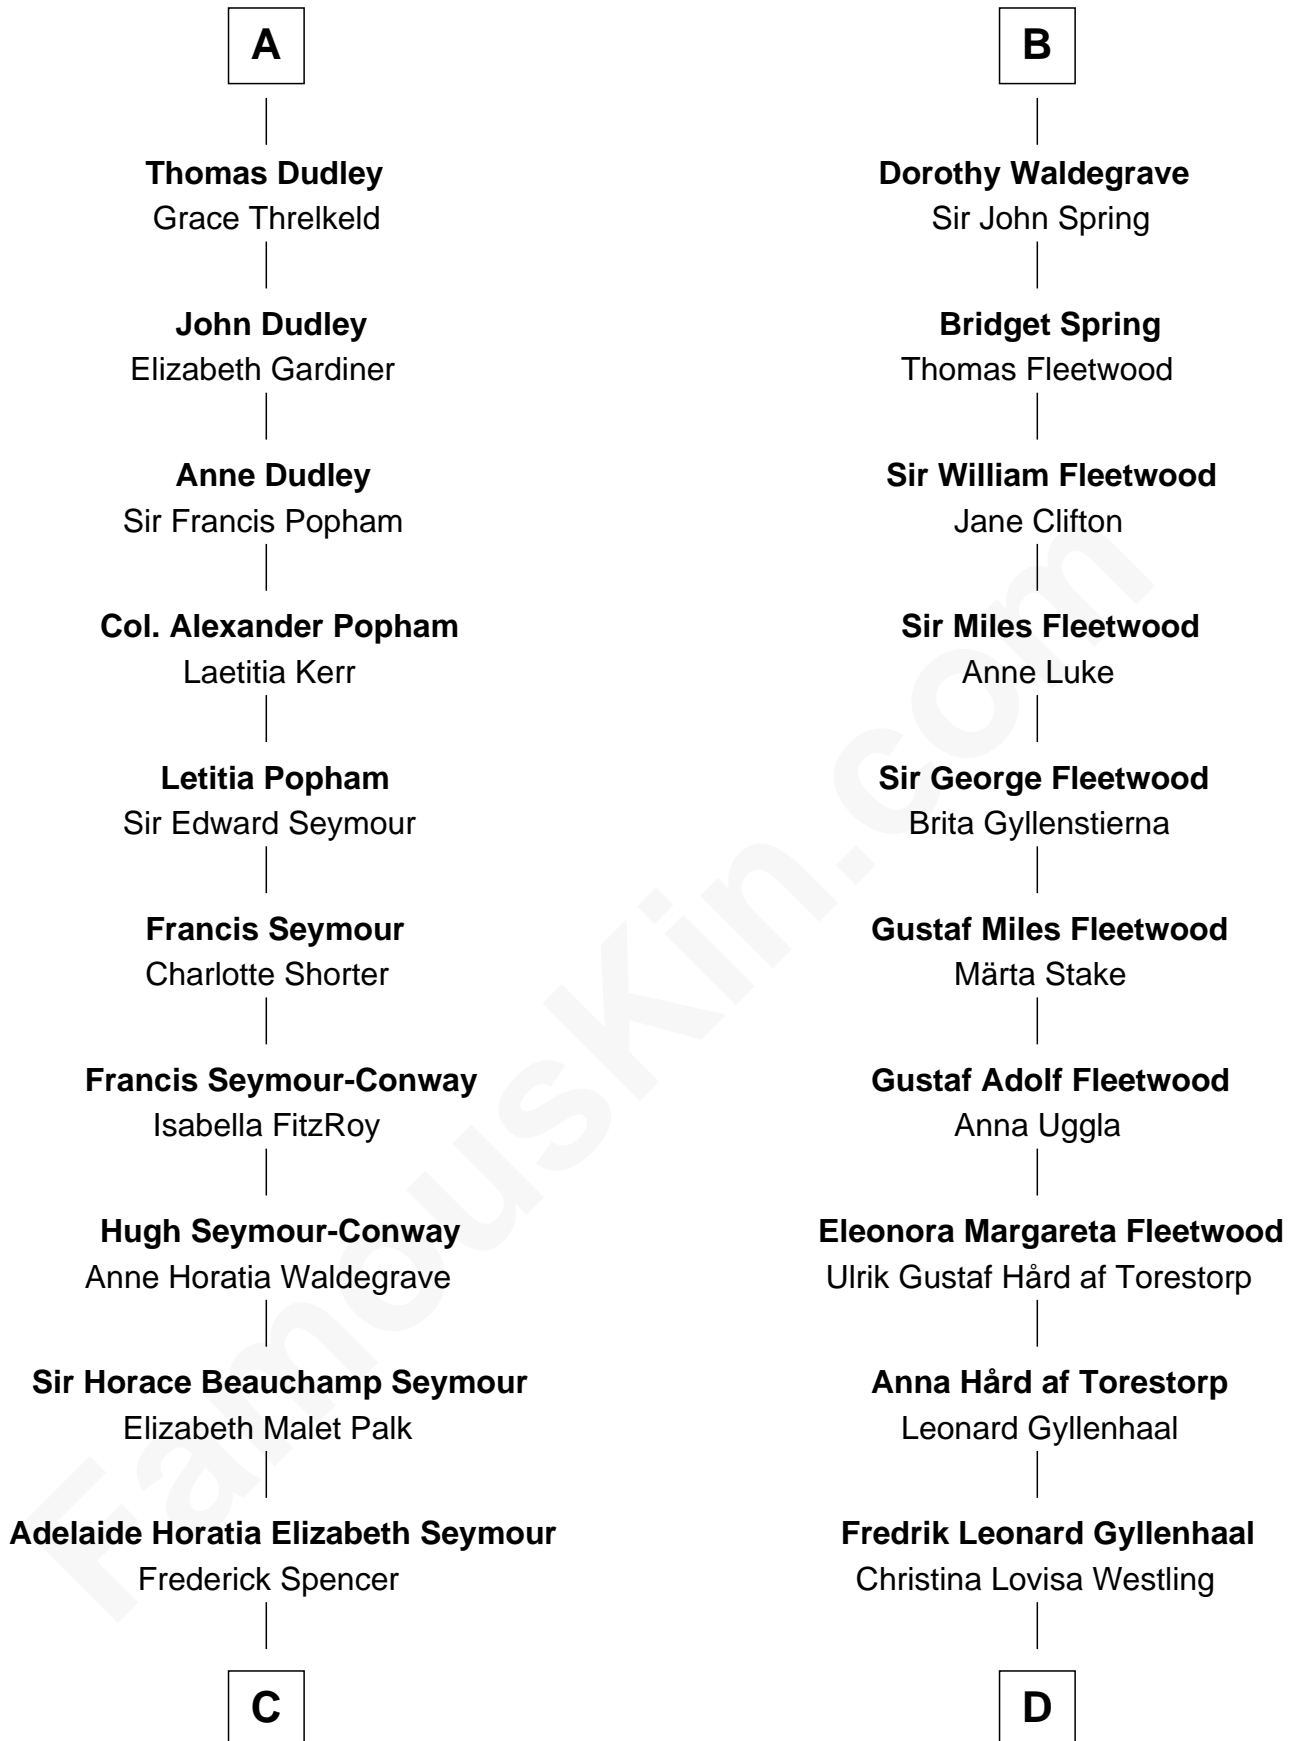 A
Thomas Dudley
Grace Threlkeld
John Dudley
Elizabeth Gardiner
Anne Dudley
Sir Francis Popham
Col. Alexander Popham
Laetitia Kerr
Letitia Popham
Sir Edward Seymour
Francis Seymour
Charlotte Shorter
Francis Seymour-Conway
Isabella FitzRoy
Hugh Seymour-Conway
Anne Horatia Waldegrave
Sir Horace Beauchamp Seymour
Elizabeth Malet Palk
Adelaide Horatia Elizabeth Seymour
Frederick Spencer
C
B
Dorothy Waldegrave
Sir John Spring
Bridget Spring
Thomas Fleetwood
Sir William Fleetwood
Jane Clifton
Sir Miles Fleetwood
Anne Luke
Sir George Fleetwood
Brita Gyllenstierna
Gustaf Miles Fleetwood
Märta Stake
Gustaf Adolf Fleetwood
Anna Uggla
Eleonora Margareta Fleetwood
Ulrik Gustaf Hård af Torestorp
Anna Hård af Torestorp
Leonard Gyllenhaal
Fredrik Leonard Gyllenhaal
Christina Lovisa Westling
D
FamousKin.com